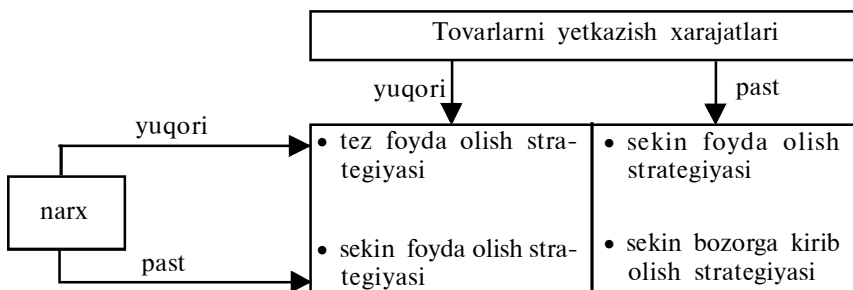 Tovarlarni yetkazish xarajatlari
yuqori
past
yuqori
• tez foyda olish stra-
tegiyasi
• sekin foyda olish
strategiyasi
narx
past
• sekin foyda olish stra-
tegiyasi
• sekin bozorga kirib
olish strategiyasi